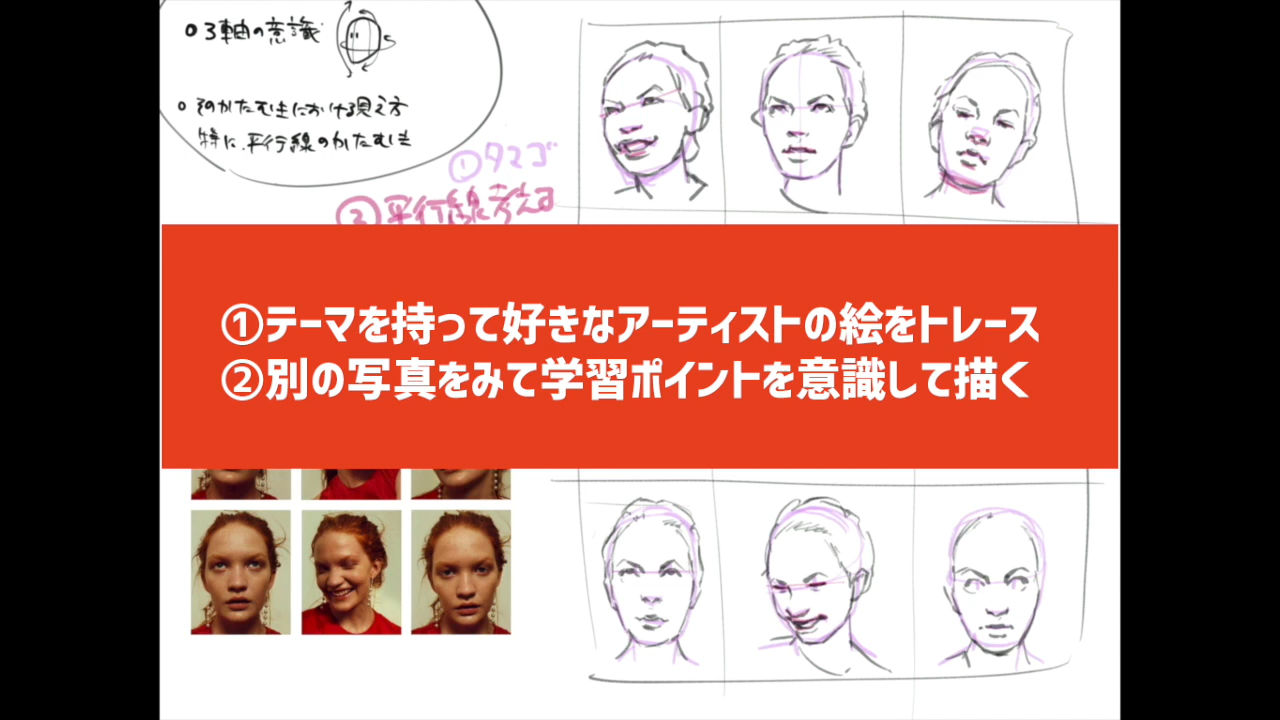 ○3軸の意識
○そのかたむきにおける見え方
特に、平行線のかたむき
①タマゴ
②平行線考える
①テーマを持って好きなアーティストの絵をトレース
②別の写真をみて学習ポイントを意識して描く